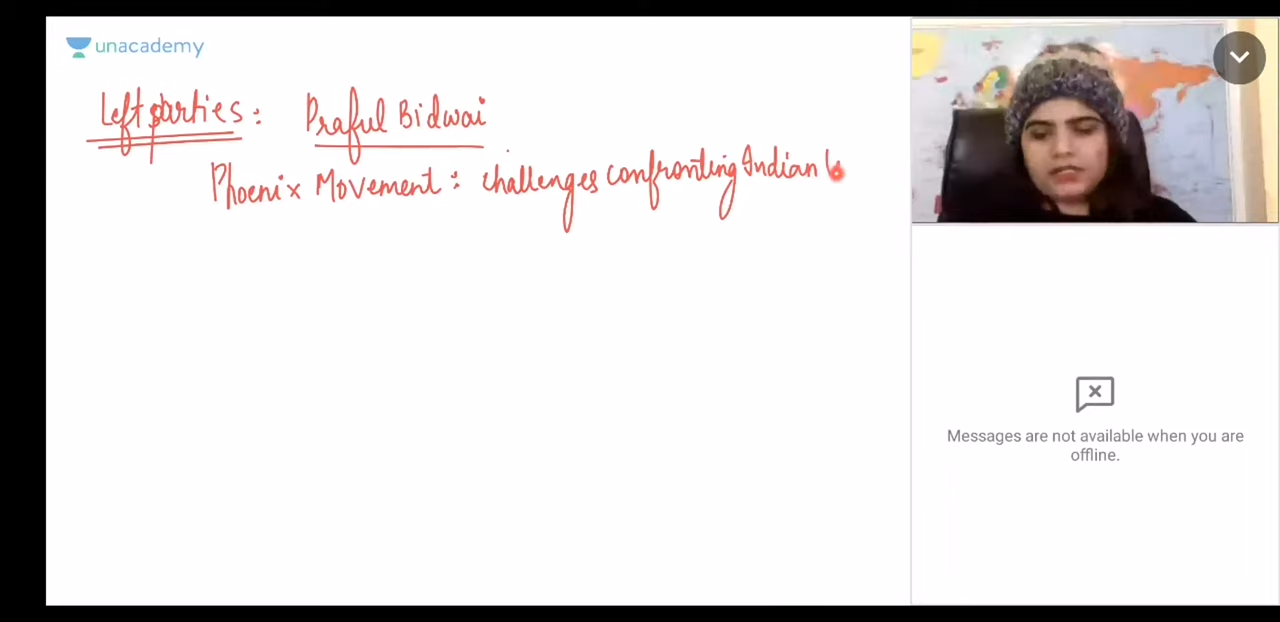 unacademy
Left parties : Praful Bidwai
Phoenix Movement : challenges confronting Indian
Messages are not available when you are
offline.